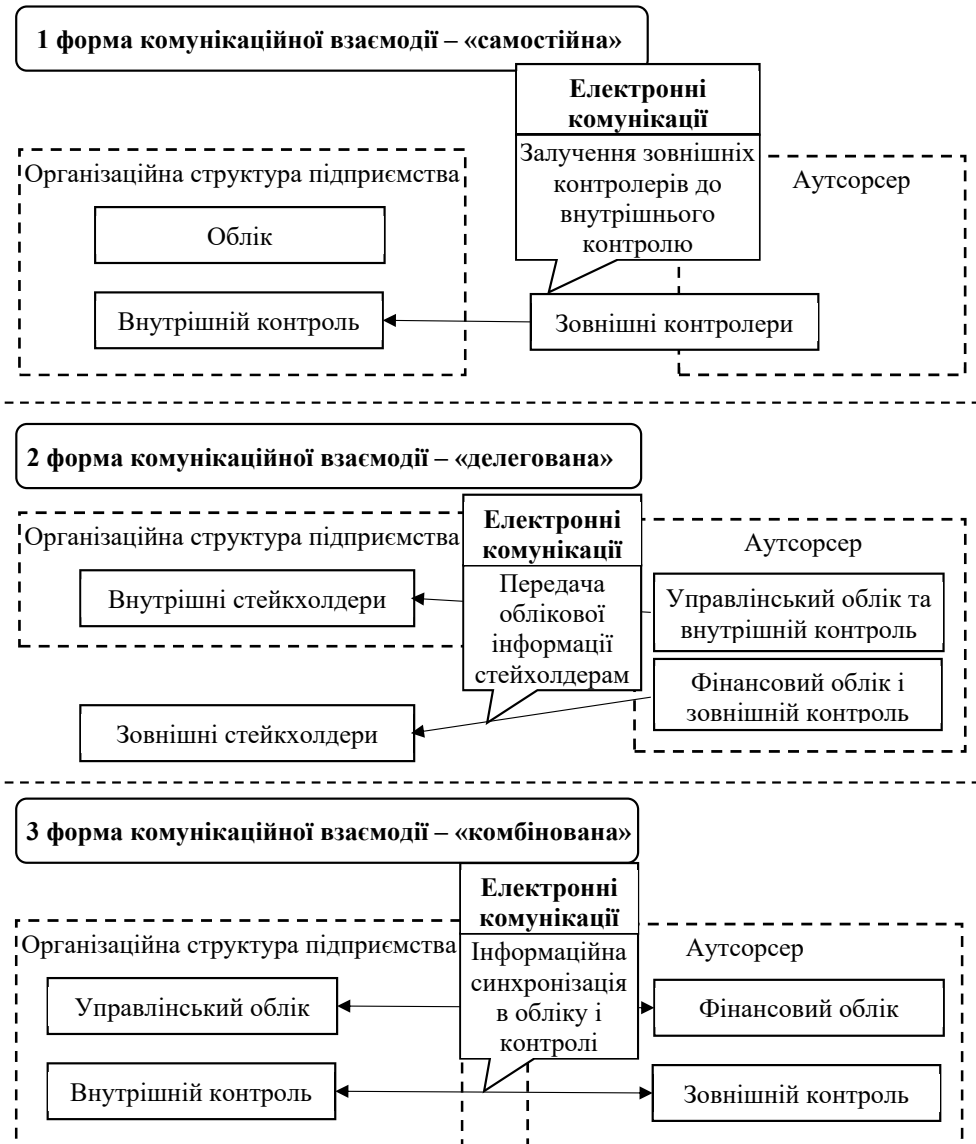 1 форма комунікаційної взаємодії – «самостійна»
Електронні
комунікації
Залучення зовнішніх
контролерів до
внутрішнього
контролю
Організаційна структура підприємства
Аутсорсер
Облік
Внутрішній контроль
Зовнішні контролери
2 форма комунікаційної взаємодії – «делегована»
Електронні
комунікації
Передача
облікової
інформації
стейхолдерам
Організаційна структура підприємства
Аутсорсер
Внутрішні стейкхолдери
Управлінський облік та
внутрішній контроль
Фінансовий облік і
зовнішній контроль
Зовнішні стейкхолдери
3 форма комунікаційної взаємодії – «комбінована»
Електронні
комунікації
Інформаційна
синхронізація
в обліку і
контролі
Організаційна структура підприємства
Аутсорсер
Управлінський облік
Фінансовий облік
Внутрішній контроль
Зовнішній контроль